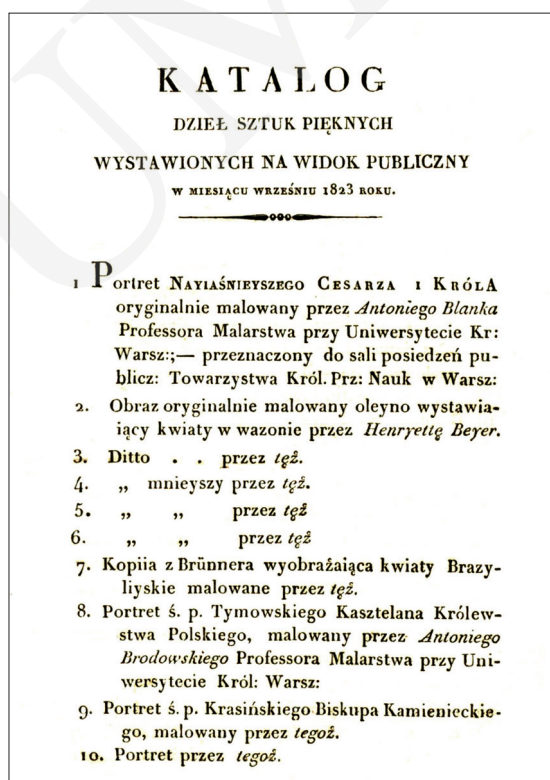 KATALOG
DZIEŁ SZTUK PIĘKNYCH
WYSTAWIONYCH NA WIDOK PUBLICZNY
W MIESIĄCU WRZEŚNIU 1823 ROKU.
1 Portret NAYIAŚNIEYSZEGO CESARZA I KRÓLA
oryginalnie malowany przez Antoniego Blanka
Professora Malarstwa przy Uniwersytecie Kr:
Warsz:;— przeznaczony do sali posiedzeń pu-
blicz: Towarzystwa Król. Prz: Nauk w Warsz:
2. Obraz oryginalnie malowany oleyno wystawia-
iący kwiaty w wazonie przez Henryettę Beyer.
3. Ditto . . przez tęż.
4. „ mnieyszy przez tęż.
5. „ „ przez tęż
6. „ „ przez tęż
7. Kopiia z Brünnera wyobrażaiąca kwiaty Brazy-
liyskie malowane przez tęż.
8. Portret ś. p. Tymowskiego Kasztelana Królew-
stwa Polskiego, malowany przez Antoniego
Brodowskiego Professora Malarstwa przy Uni-
wersytecie Król: Warsz:
9. Portret ś. p. Krasińskiego Biskupa Kamienieckie-
go, malowany przez tegoż.
10. Portret przez tegoż.